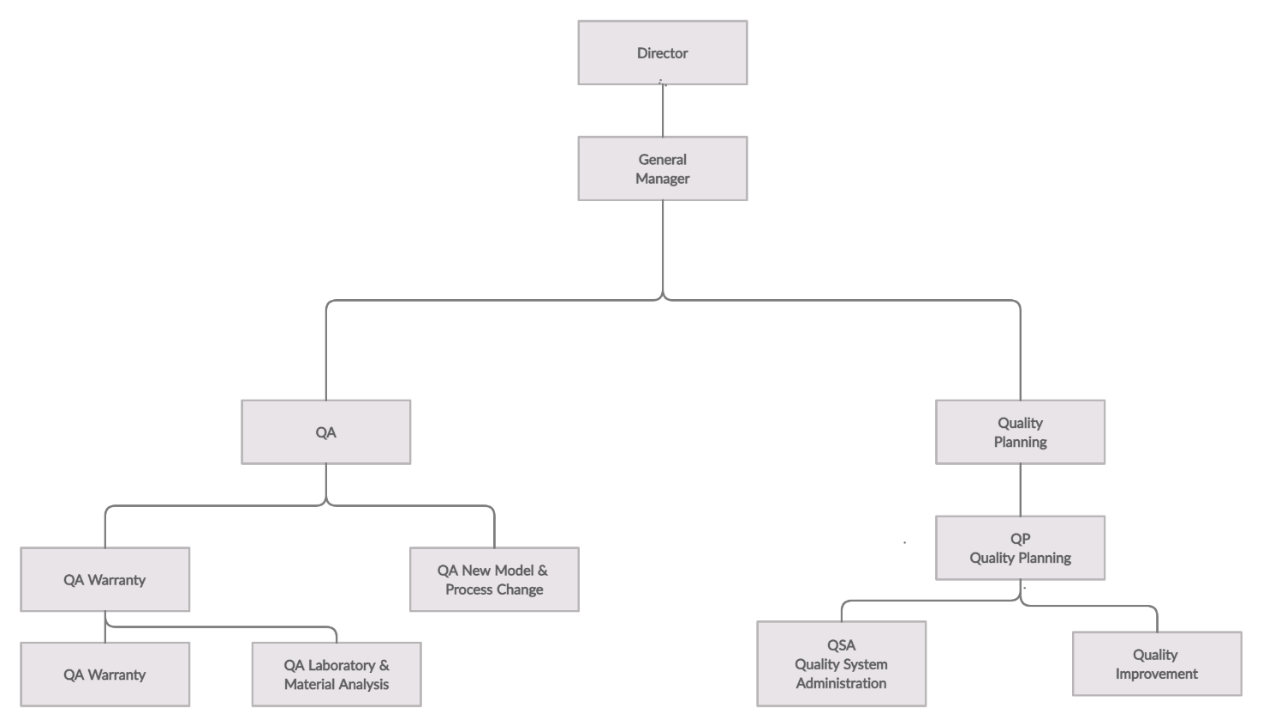 Director
General
Manager
QA
Quality
Planning
QP
Quality Planning
QA Warranty
QA New Model &
Process Change
QA Warranty
QA Laboratory &
Material Analysis
QSA
Quality System
Administration
Quality
Improvement